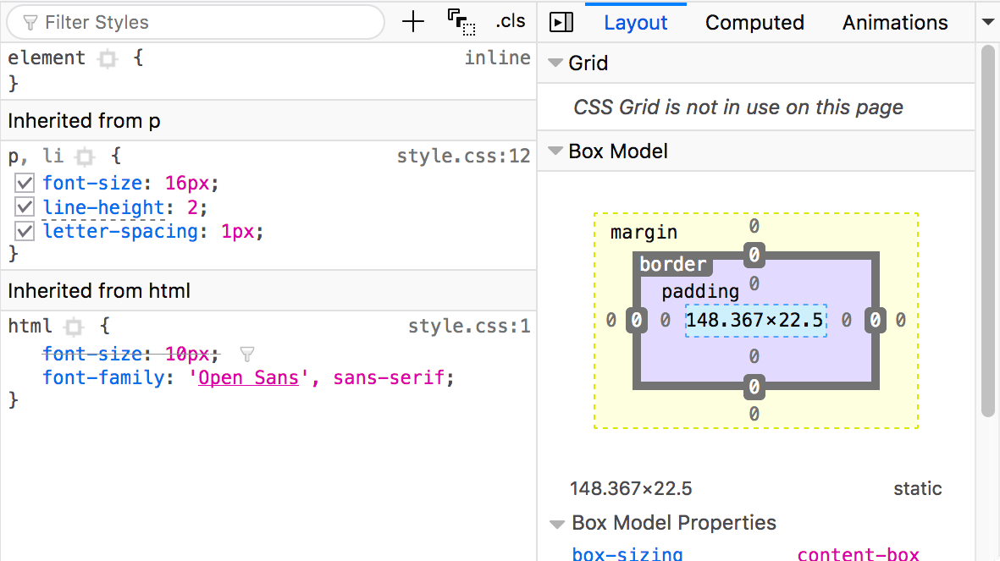 Filter Styles
.cls
element {
inline
}
Inherited from p
p, li {
style.css:12
font-size: 16px;
line-height: 2;
letter-spacing: 1px;
}
Inherited from html
html {
style.css:1
font-size: 10px;
font-family: 'Open Sans', sans-serif;
}
Layout
Computed
Animations
Grid
CSS Grid is not in use on this page
Box Model
margin
0
0
border
padding
0
0
0
0
148.367×22.5
0
0
0
0
0
0
148.367×22.5
static
Box Model Properties
box-sizing
content-box